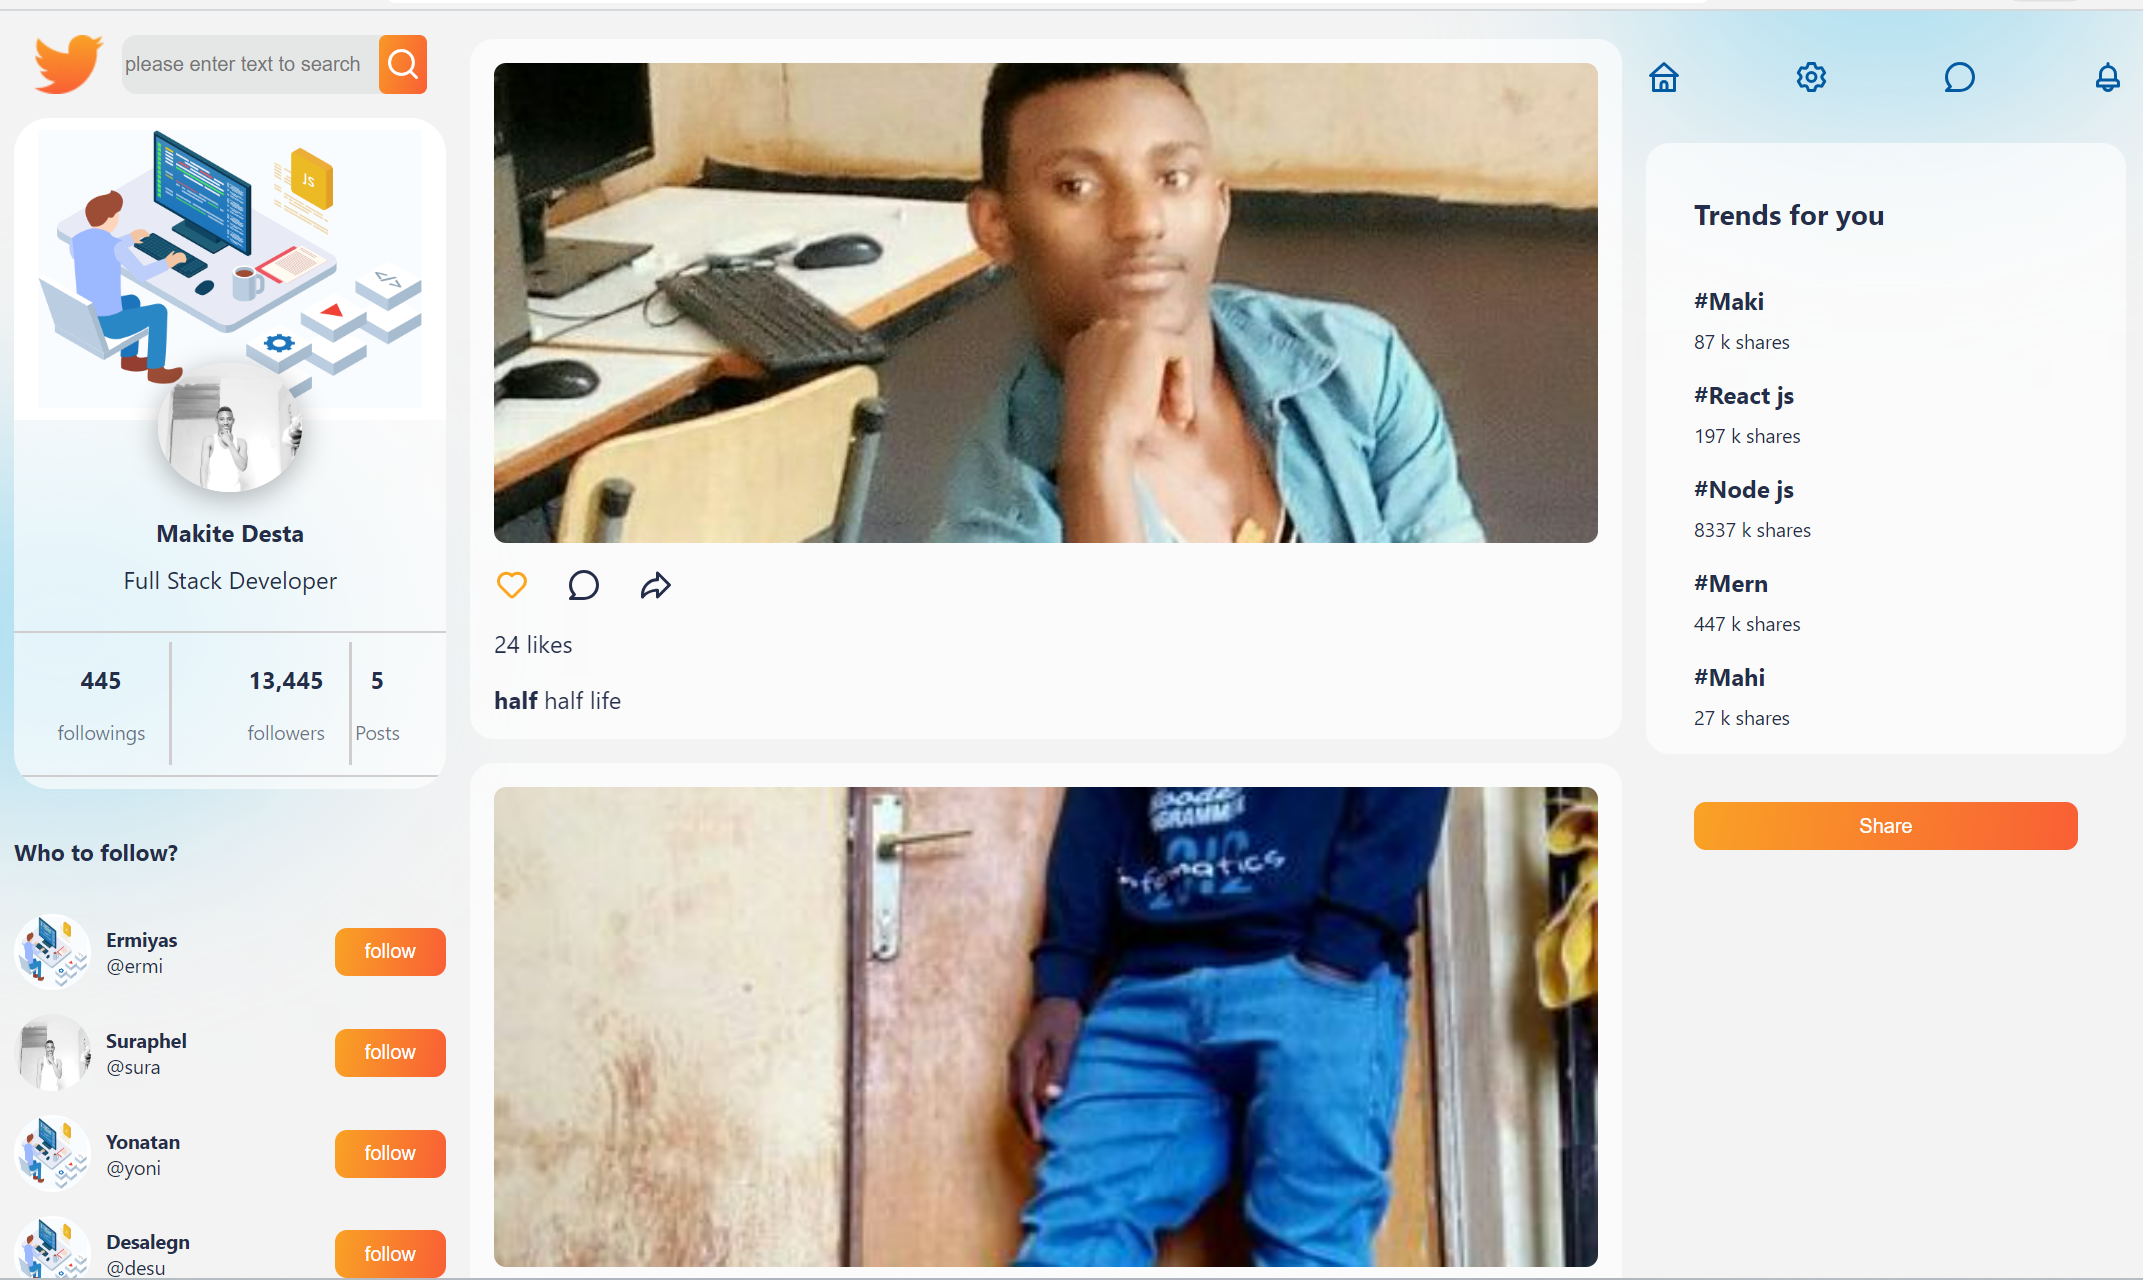 please enter text to search
JS
</>
Makite Desta
Full Stack Developer
445
followings
13,445
followers
5
Posts
Who to follow?
Ermiyas
@ermi
follow
Suraphel
@sura
follow
Yonatan
@yoni
follow
Desalegn
@desu
follow
24 likes
half half life
Trends for you
#Maki
87 k shares
#React js
197 k shares
#Node js
8337 k shares
#Mern
447 k shares
#Mahi
27 k shares
Share